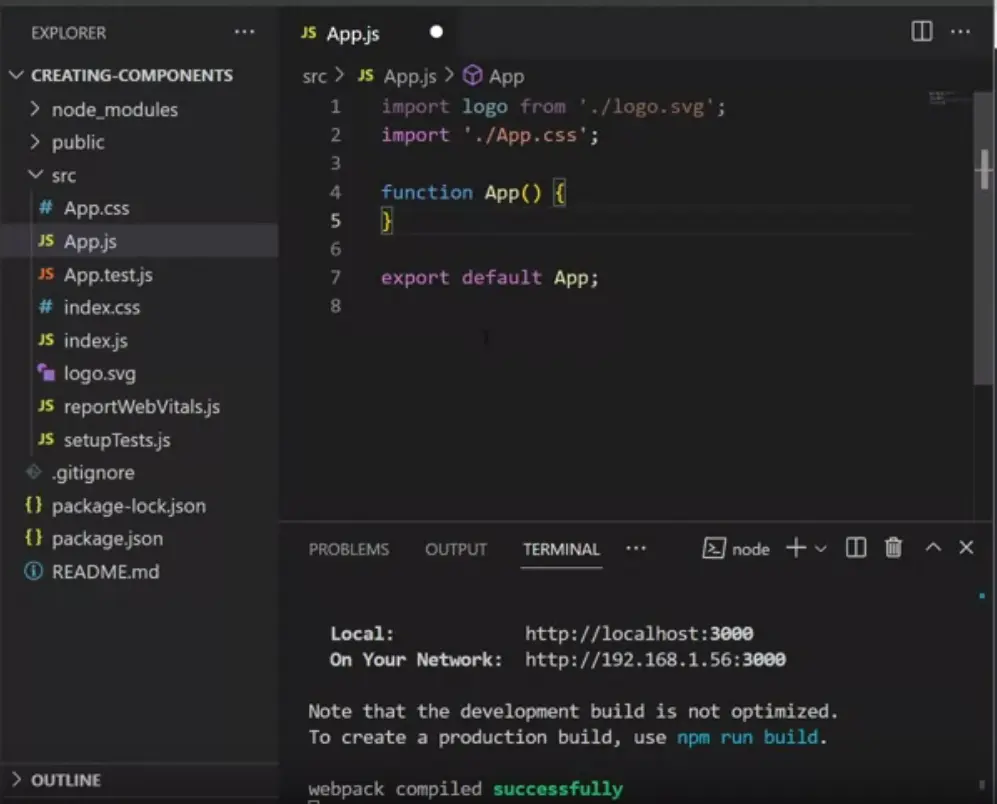 EXPLORER ···
CREATING-COMPONENTS
node_modules
public
src
# App.css
JS App.js
JS App.test.js
# index.css
JS index.js
logo.svg
JS reportWebVitals.js
JS setupTests.js
.gitignore
{} package-lock.json
{} package.json
README.md
OUTLINE
JS App.js
src > JS App.js > App
1 import logo from './logo.svg';
2 import './App.css';
3
4 function App() {
5 }
6
7 export default App;
8
PROBLEMS OUTPUT TERMINAL ··· node
Local: http://localhost:3000
On Your Network: http://192.168.1.56:3000
Note that the development build is not optimized.
To create a production build, use npm run build.
webpack compiled successfully